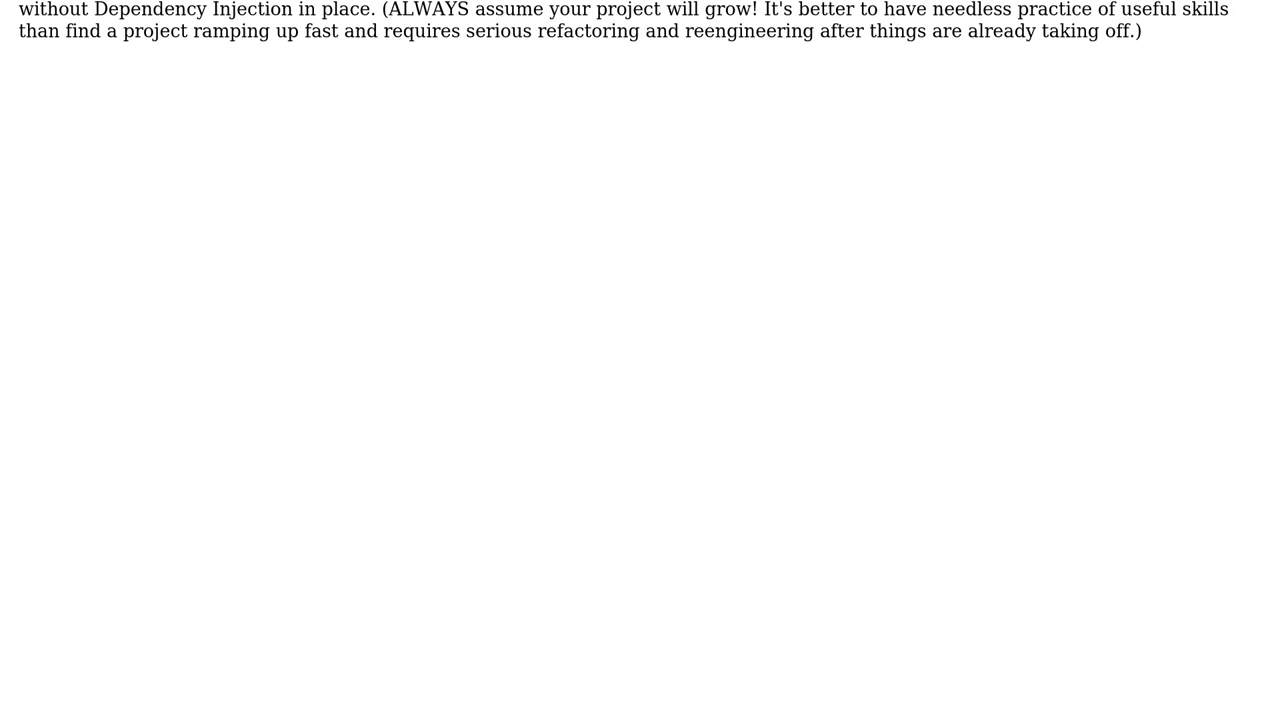 without Dependency Injection in place. (ALWAYS assume your project will grow! It's better to have needless practice of useful skills
than find a project ramping up fast and requires serious refactoring and reengineering after things are already taking off.)